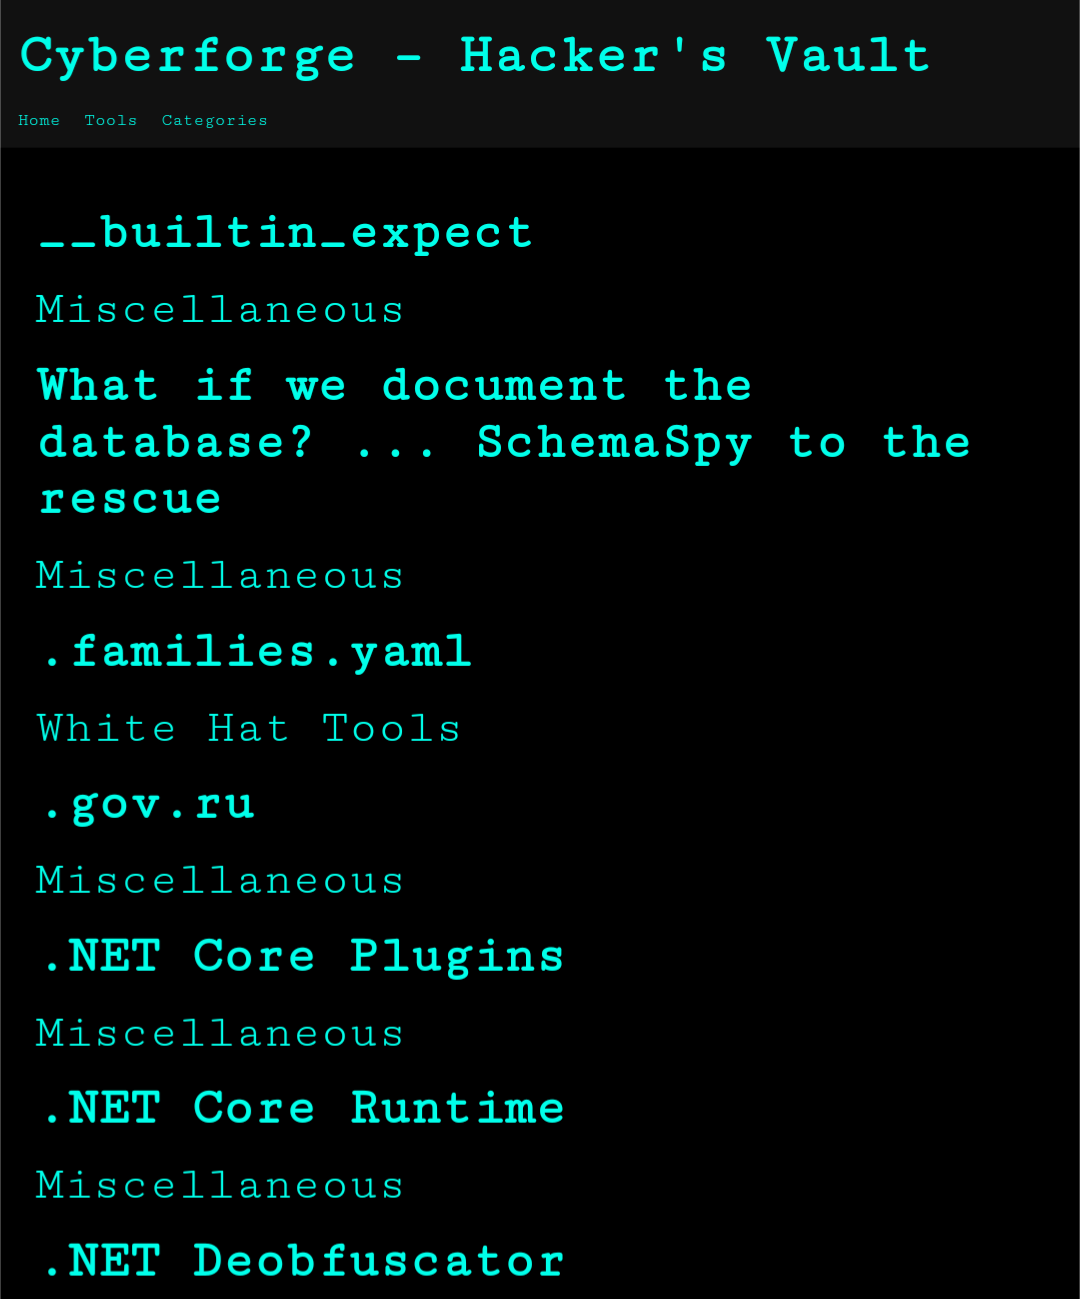 Cyberforge - Hacker's Vault
Home Tools Categories
__builtin_expect
Miscellaneous
What if we document the
database? ... SchemaSpy to the
rescue
Miscellaneous
.families.yaml
White Hat Tools
.gov.ru
Miscellaneous
.NET Core Plugins
Miscellaneous
.NET Core Runtime
Miscellaneous
.NET Deobfuscator